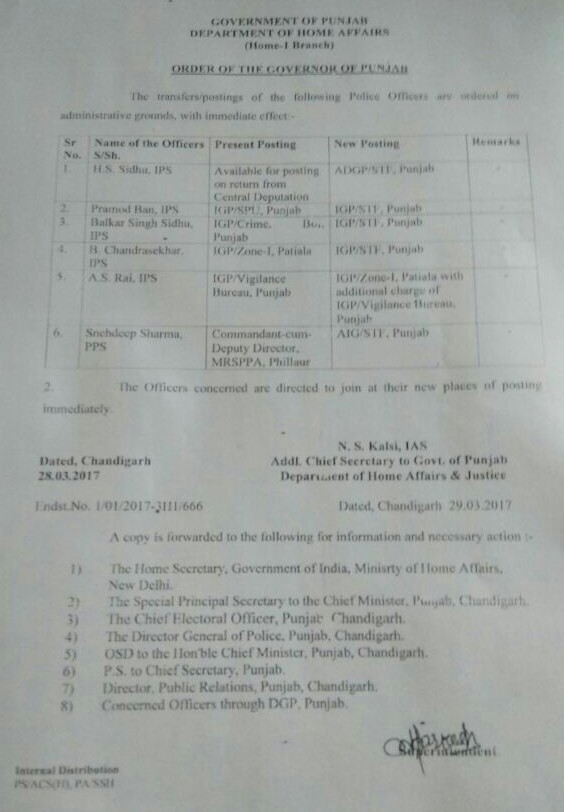 GOVERNMENT OF PUNJAB
DEPARTMENT OF HOME AFFAIRS
(Home-I Branch)
ORDER OF THE GOVERNOR OF PUNJAB
The transfers/postings of the following Police Officers are ordered on
administrative grounds, with immediate effect:-
Sr No. Name of the Officers S/Sh. Present Posting New Posting Remarks
1. H.S. Sidhu, IPS Available for posting on return from Central Deputation ADGP/STF, Punjab
2. Pramod Ban, IPS IGP/SPU, Punjab IGP/STF, Punjab
3. Balkar Singh Sidhu, IPS IGP/Crime, Punjab IGP/STF, Punjab
4. B. Chandrasekhar, IPS IGP/Zone-I, Patiala IGP/STF, Punjab
5. A.S. Rai, IPS IGP/Vigilance Bureau, Punjab IGP/Zone-I, Patiala with additional charge of IGP/Vigilance Bureau, Punjab
6. Snehdeep Sharma, PPS Commandant-cum-Deputy Director, MRSPPA, Phillaur AIG/STF, Punjab
2. The Officers concerned are directed to join at their new places of posting
immediately.
N. S. Kalsi, IAS
Dated, Chandigarh Addl. Chief Secretary to Govt. of Punjab
28.03.2017 Department of Home Affairs & Justice
Endst.No. 1/01/2017-3H1/666 Dated, Chandigarh 29.03.2017
A copy is forwarded to the following for information and necessary action :-
1) The Home Secretary, Government of India, Minisrty of Home Affairs,
New Delhi.
2) The Special Principal Secretary to the Chief Minister, Punjab, Chandigarh.
3) The Chief Electoral Officer, Punjab Chandigarh.
4) The Director General of Police, Punjab, Chandigarh.
5) OSD to the Hon'ble Chief Minister, Punjab, Chandigarh.
6) P.S. to Chief Secretary, Punjab.
7) Director, Public Relations, Punjab, Chandigarh.
8) Concerned Officers through DGP, Punjab.
Superintendent
Internal Distribution
PS/ACS(H), PA/SSH